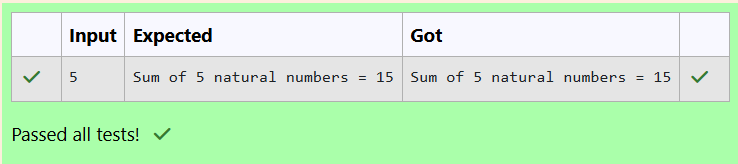 Input Expected Got
5 Sum of 5 natural numbers = 15 Sum of 5 natural numbers = 15
Passed all tests!